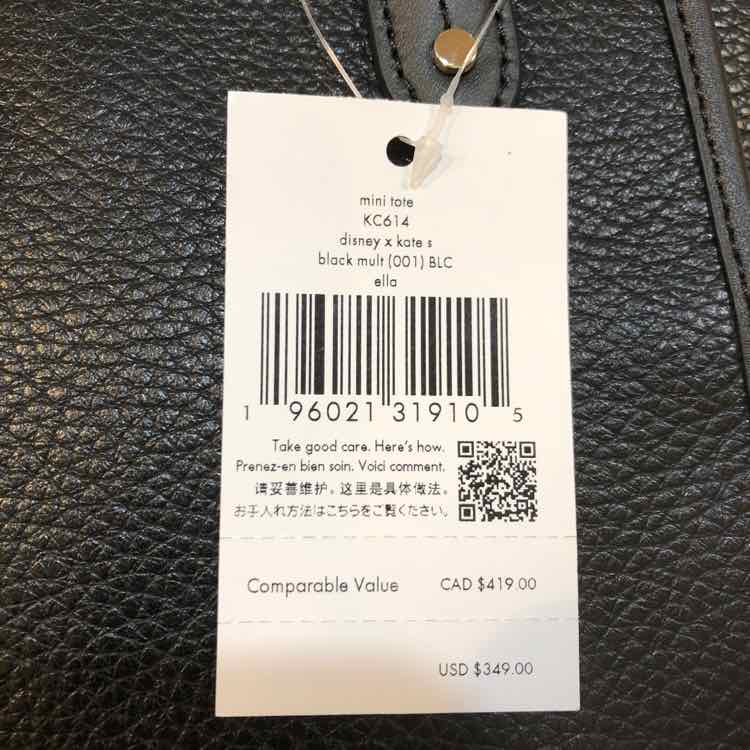 mini tote
KC614
disney x kate s
black mult (001) BLC
ella
1 96021 31910 5
Take good care. Here's how.
Prenez-en bien soin. Voici comment.
请妥善维护。这里是具体做法。
お手入れ方法はこちらをご覧ください。
Comparable Value CAD $419.00
USD $349.00